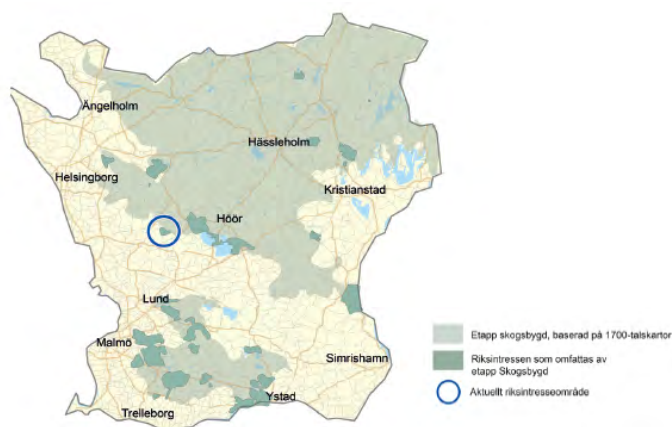 Ängelholm
Hässleholm
Helsingborg
Kristianstad
Höör
Lund
Malmö
Simrishamn
Ystad
Trelleborg
Etapp skogsbygd, baserad på 1700-talskartor
Riksintressen som omfattas av
etapp Skogsbygd
Aktuellt riksintresseområde